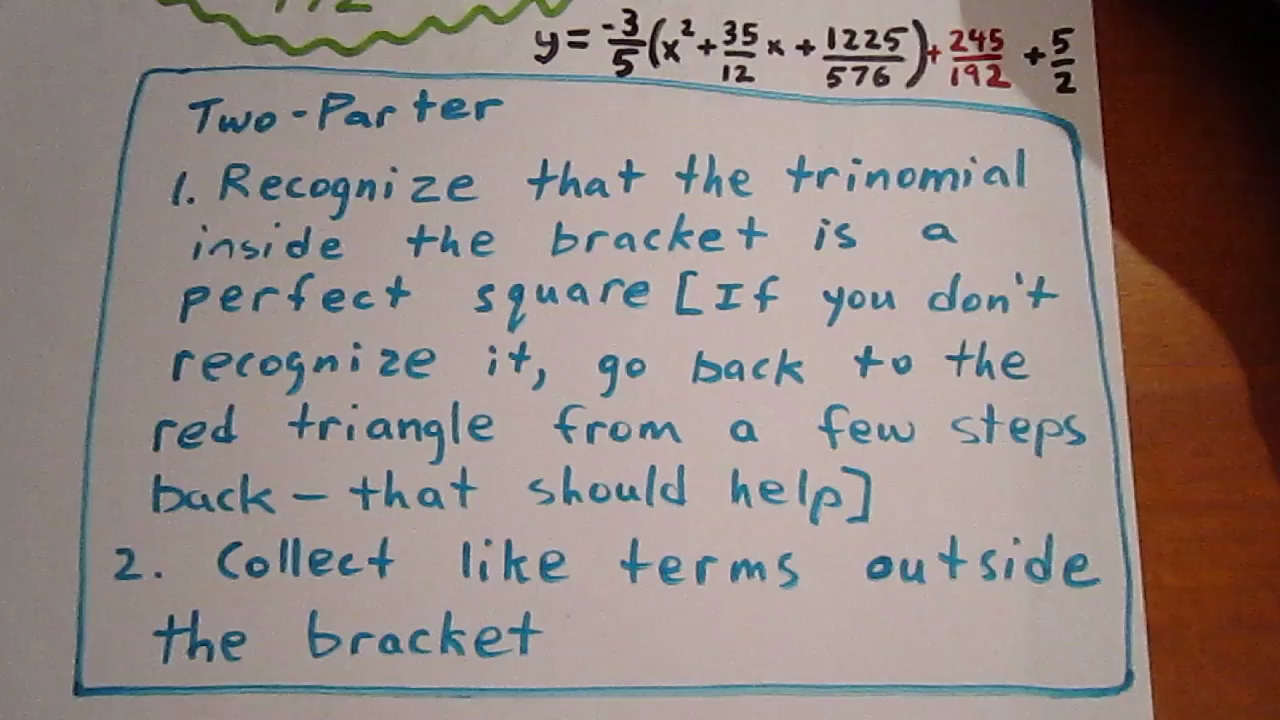 192
y = -3/5 (x² + 35/12 x + 1225/576) + 245/192 + 5/2
Two-Parter
1. Recognize that the trinomial
inside the bracket is a
perfect square [If you don't
recognize it, go back to the
red triangle from a few steps
back - that should help]
2. Collect like terms outside
the bracket